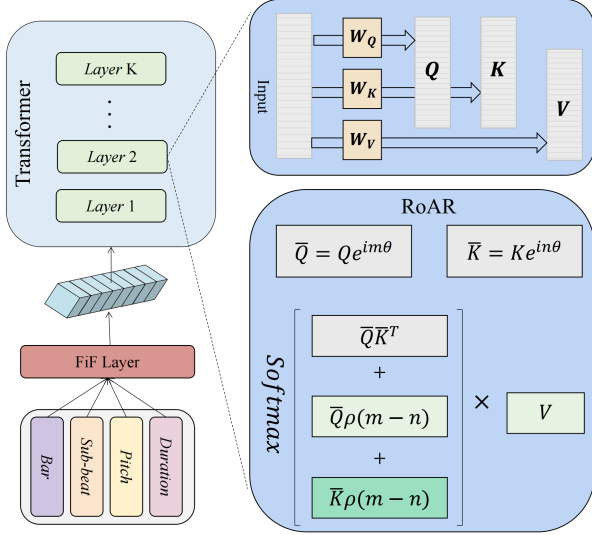 Transformer
Layer K
Layer 2
Layer 1
FiF Layer
Bar
Sub-beat
Pitch
Duration
Input
W_Q
W_K
W_V
Q
K
V
RoAR
Q̅ = Qe^{imθ}
K̅ = Ke^{inθ}
Softmax
Q̅K̅^T
+
Q̅ρ(m − n)
+
K̅ρ(m − n)
×
V